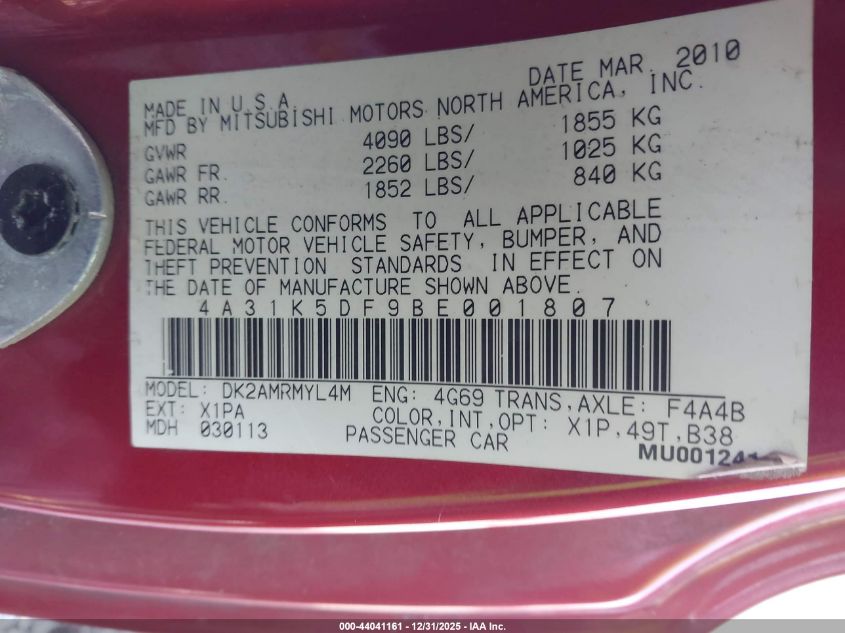 DATE MAR. 2010
MADE IN U.S.A.
MFD BY MITSUBISHI MOTORS NORTH AMERICA, INC.
GVWR 4090 LBS/ 1855 KG
GAWR FR. 2260 LBS/ 1025 KG
GAWR RR. 1852 LBS/ 840 KG
THIS VEHICLE CONFORMS TO ALL APPLICABLE
FEDERAL MOTOR VEHICLE SAFETY, BUMPER, AND
THEFT PREVENTION STANDARDS IN EFFECT ON
THE DATE OF MANUFACTURE SHOWN ABOVE.
4A31K5DF9BE001807
MODEL: DK2AMRMYL4M ENG: 4G69 TRANS,AXLE: F4A4B
EXT: X1PA COLOR,INT,OPT: X1P,49T,B38
MDH 030113 PASSENGER CAR
000-44041161 - 12/31/2025 - IAA Inc.